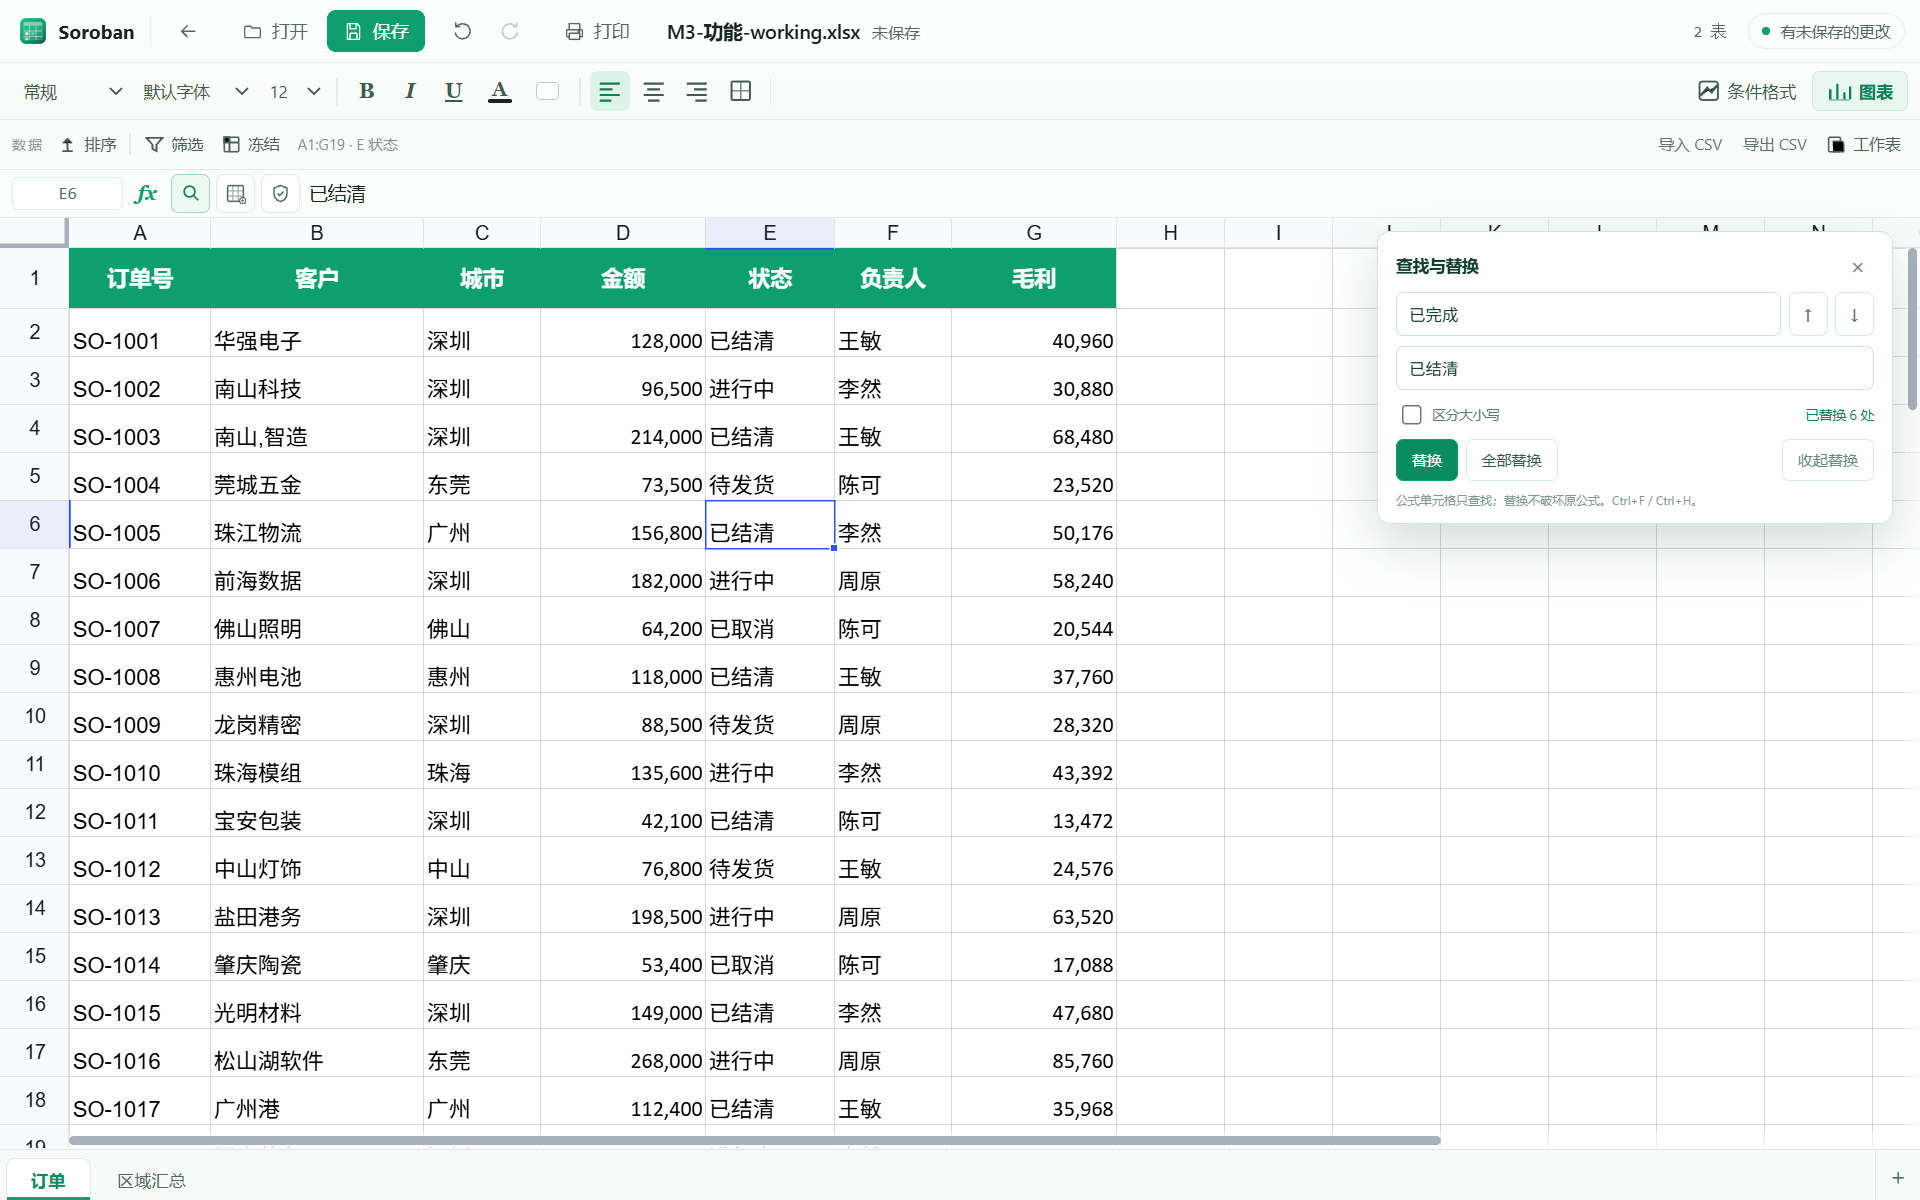 Soroban
打开
保存
打印
M3-功能-working.xlsx 未保存
2 表
有未保存的更改
常规
默认字体
12
B I U A
条件格式
图表
数据 排序 筛选 冻结 A1:G19 · E 状态
导入 CSV 导出 CSV 工作表
E6 fx 已结清
A B C D E F G H I
1 订单号 客户 城市 金额 状态 负责人 毛利
2 SO-1001 华强电子 深圳 128,000 已结清 王敏 40,960
3 SO-1002 南山科技 深圳 96,500 进行中 李然 30,880
4 SO-1003 南山,智造 深圳 214,000 已结清 王敏 68,480
5 SO-1004 莞城五金 东莞 73,500 待发货 陈可 23,520
6 SO-1005 珠江物流 广州 156,800 已结清 李然 50,176
7 SO-1006 前海数据 深圳 182,000 进行中 周原 58,240
8 SO-1007 佛山照明 佛山 64,200 已取消 陈可 20,544
9 SO-1008 惠州电池 惠州 118,000 已结清 王敏 37,760
10 SO-1009 龙岗精密 深圳 88,500 待发货 周原 28,320
11 SO-1010 珠海模组 珠海 135,600 进行中 李然 43,392
12 SO-1011 宝安包装 深圳 42,100 已结清 陈可 13,472
13 SO-1012 中山灯饰 中山 76,800 待发货 王敏 24,576
14 SO-1013 盐田港务 深圳 198,500 进行中 周原 63,520
15 SO-1014 肇庆陶瓷 肇庆 53,400 已取消 陈可 17,088
16 SO-1015 光明材料 深圳 149,000 已结清 李然 47,680
17 SO-1016 松山湖软件 东莞 268,000 进行中 周原 85,760
18 SO-1017 广州港 广州 112,400 已结清 王敏 35,968
查找与替换
已完成
已结清
区分大小写 已替换 6 处
替换 全部替换 收起替换
公式单元格只查找；替换不破坏原公式。Ctrl+F / Ctrl+H。
订单 区域汇总